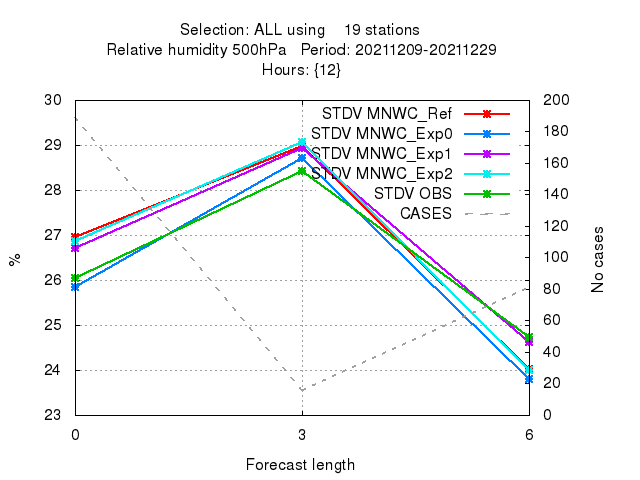 Selection: ALL using 19 stations
Relative humidity 500hPa Period: 20211209-20211229
Hours: {12}
30
29
28
27
26
25
24
23
200
180
160
140
120
100
80
60
40
20
0
STDV MNWC_Ref
STDV MNWC_Exp0
STDV MNWC_Exp1
STDV MNWC_Exp2
STDV OBS
CASES
%
No cases
0
3
6
Forecast length